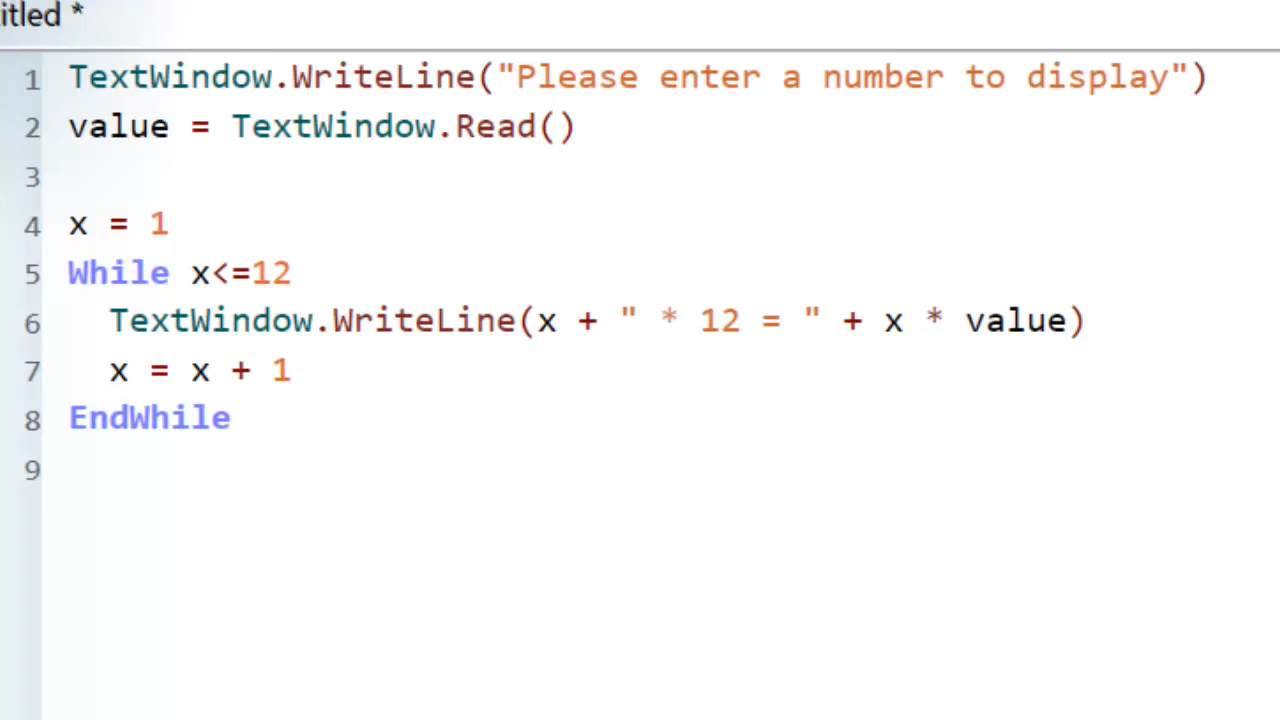 itled *
1 TextWindow.WriteLine("Please enter a number to display")
2 value = TextWindow.Read()
3
4 x = 1
5 While x<=12
6 TextWindow.WriteLine(x + " * 12 = " + x * value)
7 x = x + 1
8 EndWhile
9